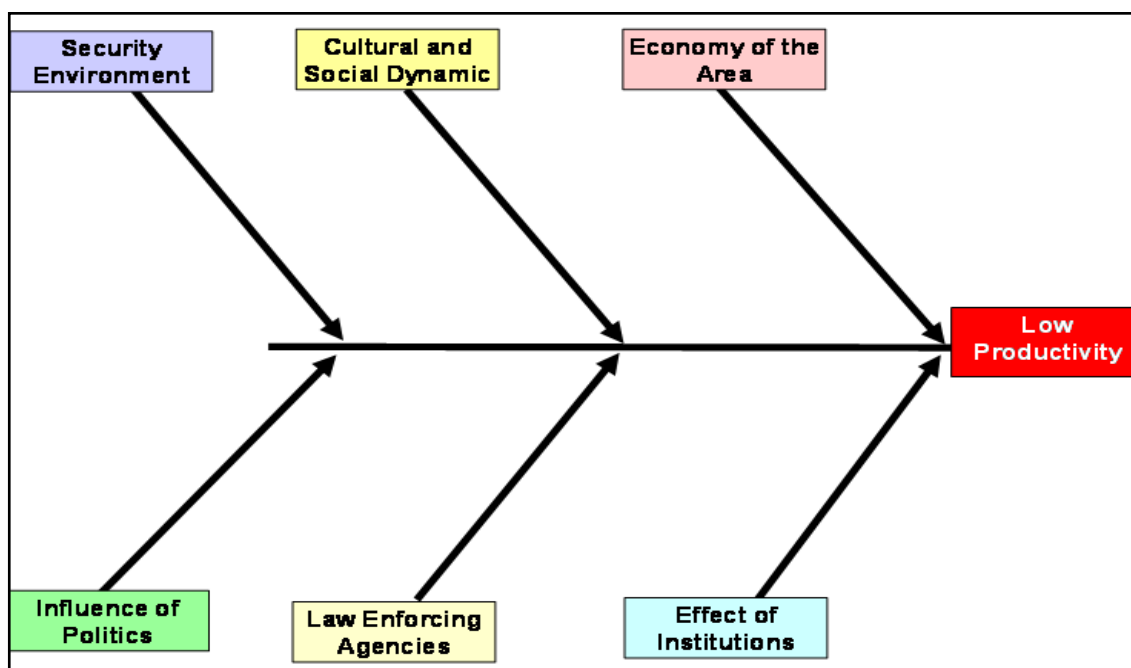 Security
Environment
Cultural and
Social Dynamic
Economy of the
Area
Low
Productivity
Influence of
Politics
Law Enforcing
Agencies
Effect of
Institutions